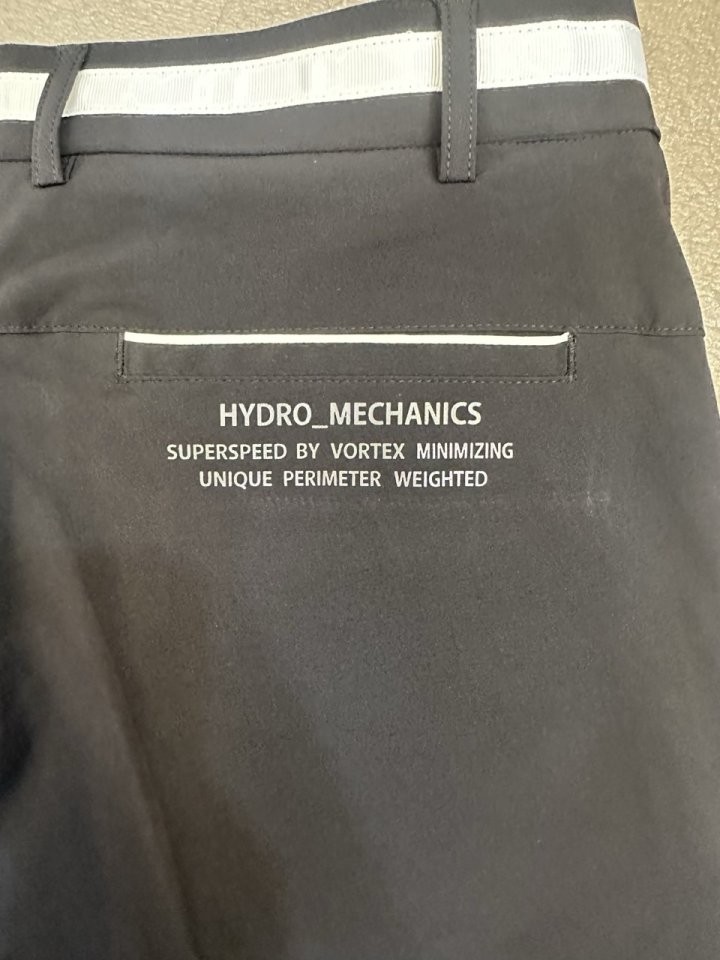 HYDRO_MECHANICS
SUPERSPEED BY VORTEX MINIMIZING
UNIQUE PERIMETER WEIGHTED